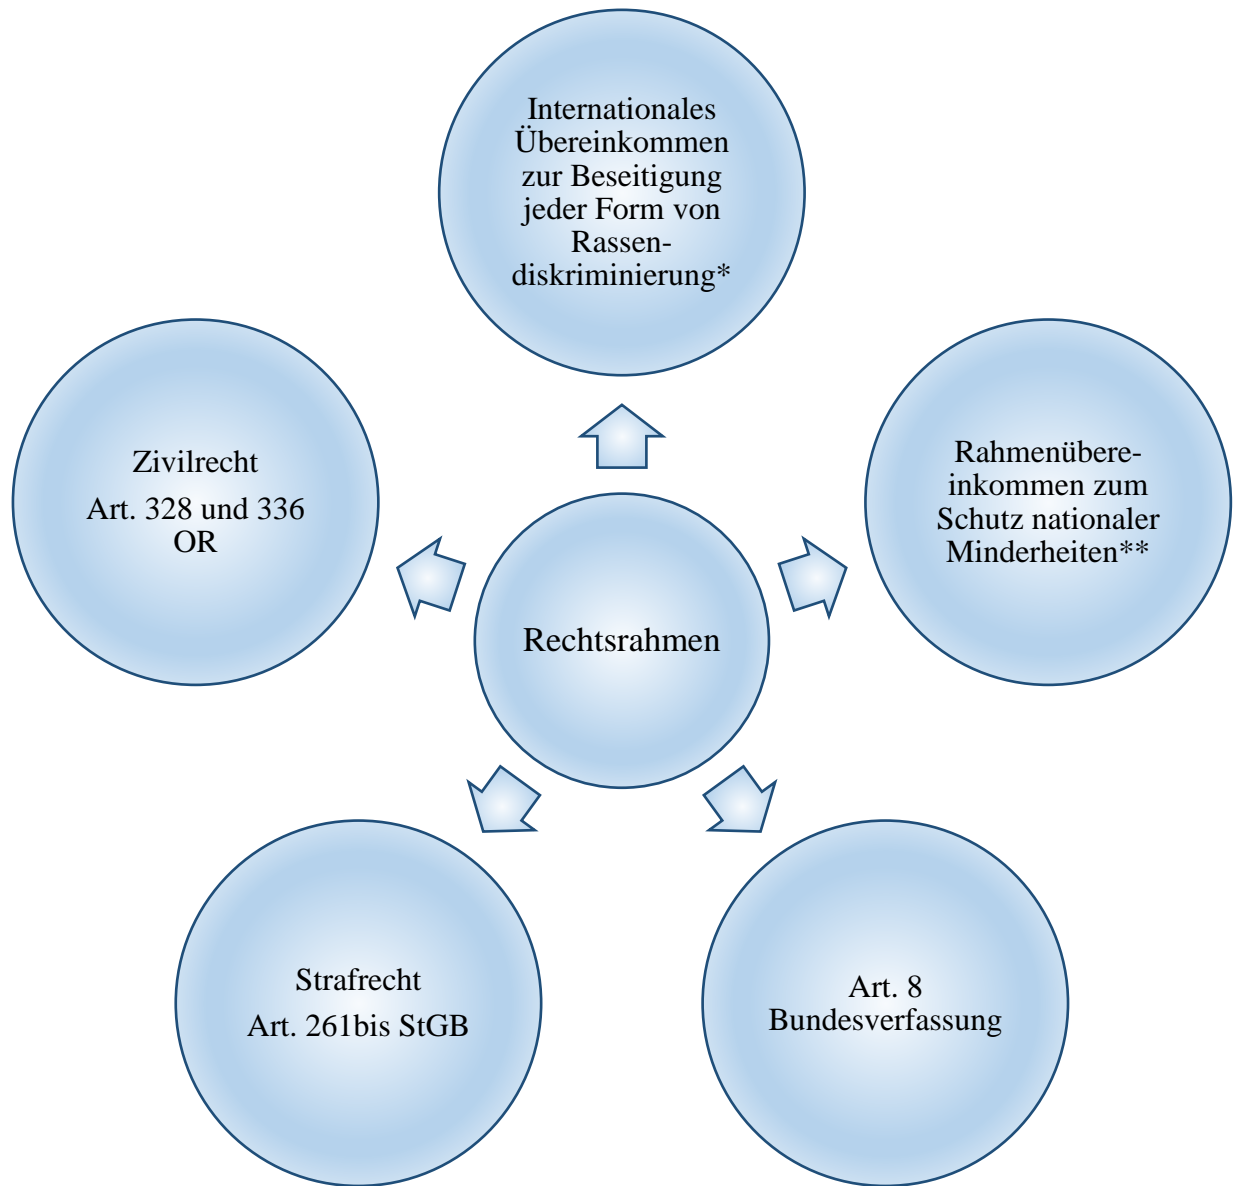 Internationales
Übereinkommen
zur Beseitigung
jeder Form von
Rassen-
diskriminierung*
Zivilrecht
Art. 328 und 336
OR
Rahmenübere-
inkommen zum
Schutz nationaler
Minderheiten**
Rechtsrahmen
Strafrecht
Art. 261bis StGB
Art. 8
Bundesverfassung